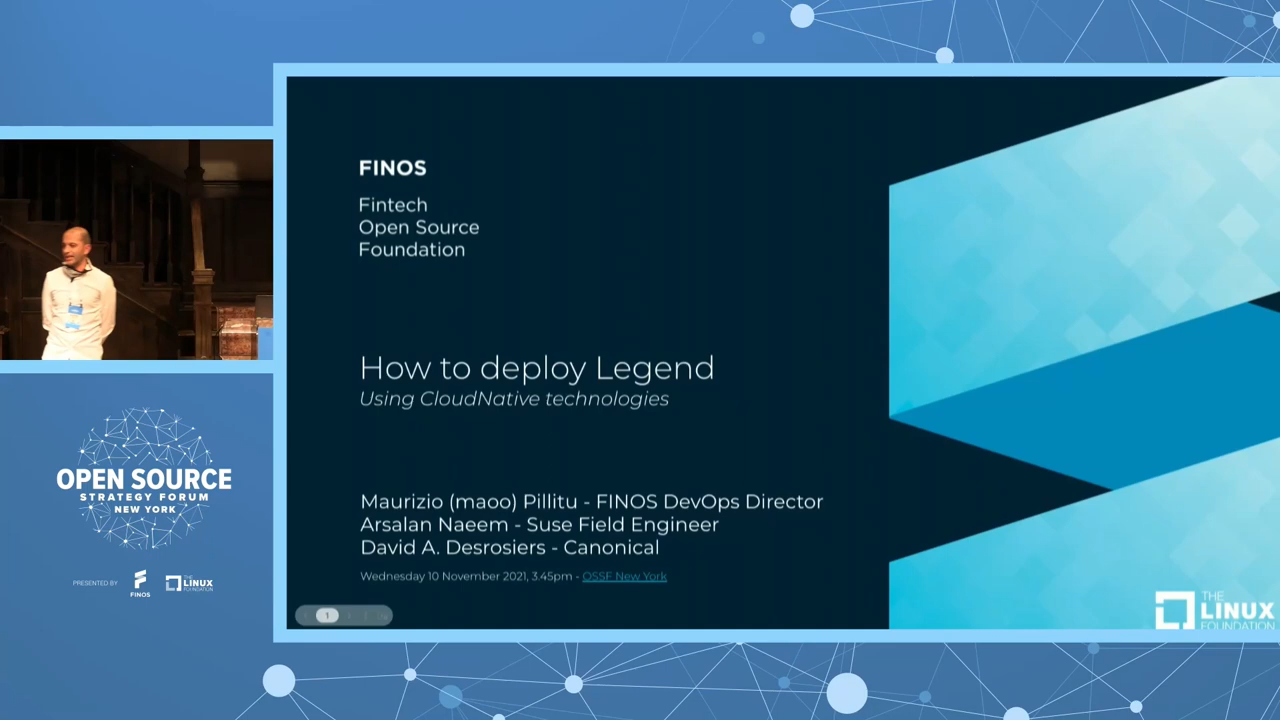 FINOS
Fintech
Open Source
Foundation
How to deploy Legend
Using CloudNative technologies
Maurizio (maoo) Pillitu - FINOS DevOps Director
Arsalan Naeem - Suse Field Engineer
David A. Desrosiers - Canonical
Wednesday 10 November 2021, 3.45pm - OSSF New York
1
THE
LINUX
FOUNDATION
OPEN SOURCE
STRATEGY FORUM
NEW YORK
PRESENTED BY
FINOS
THE
LINUX
FOUNDATION